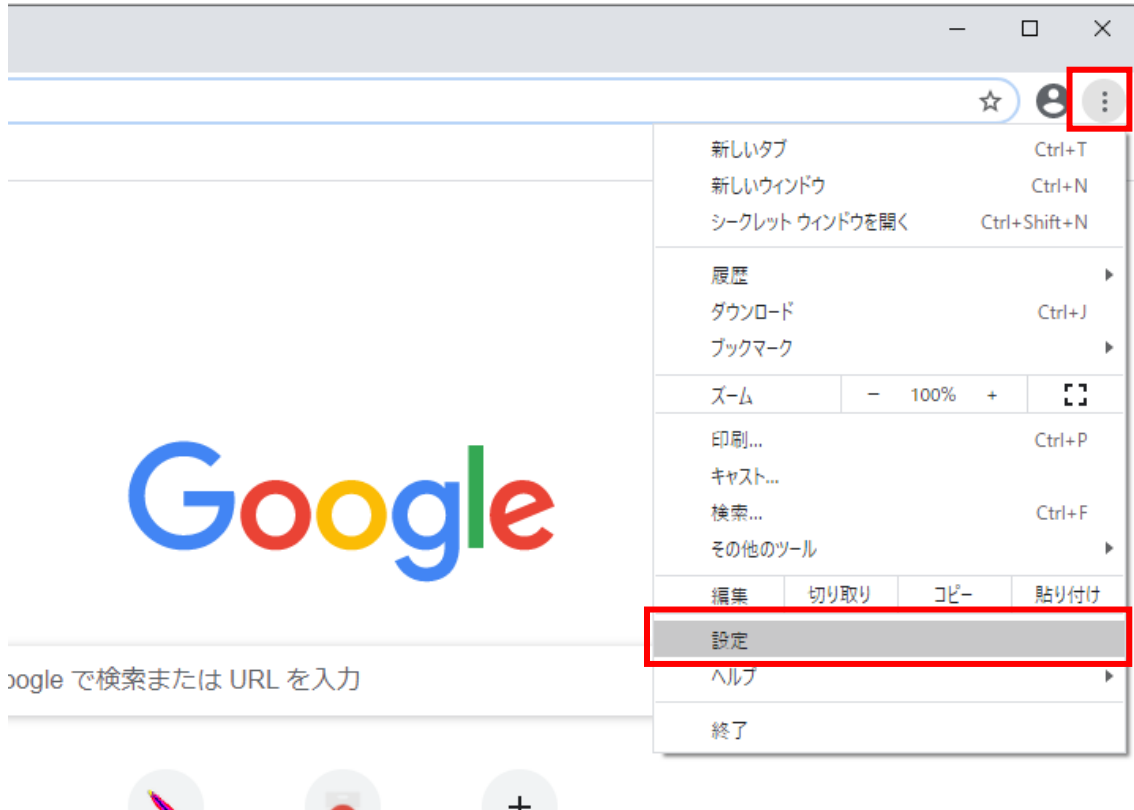 新しいタブ Ctrl+T
新しいウィンドウ Ctrl+N
シークレット ウィンドウを開く Ctrl+Shift+N
履歴
ダウンロード Ctrl+J
ブックマーク
ズーム − 100% +
印刷... Ctrl+P
キャスト...
検索... Ctrl+F
その他のツール
編集 切り取り コピー 貼り付け
設定
ヘルプ
終了
Google
oogle で検索または URL を入力